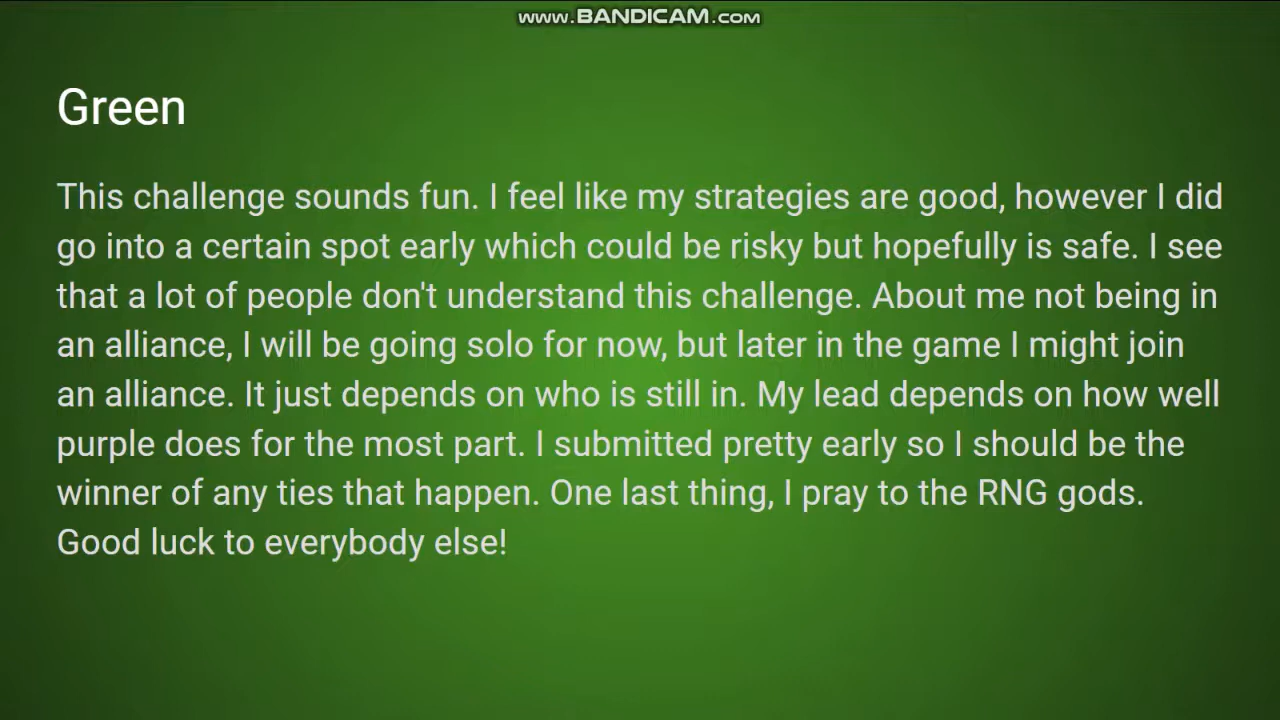 www.BANDICAM.com
Green
This challenge sounds fun. I feel like my strategies are good, however I did
go into a certain spot early which could be risky but hopefully is safe. I see
that a lot of people don't understand this challenge. About me not being in
an alliance, I will be going solo for now, but later in the game I might join
an alliance. It just depends on who is still in. My lead depends on how well
purple does for the most part. I submitted pretty early so I should be the
winner of any ties that happen. One last thing, I pray to the RNG gods.
Good luck to everybody else!